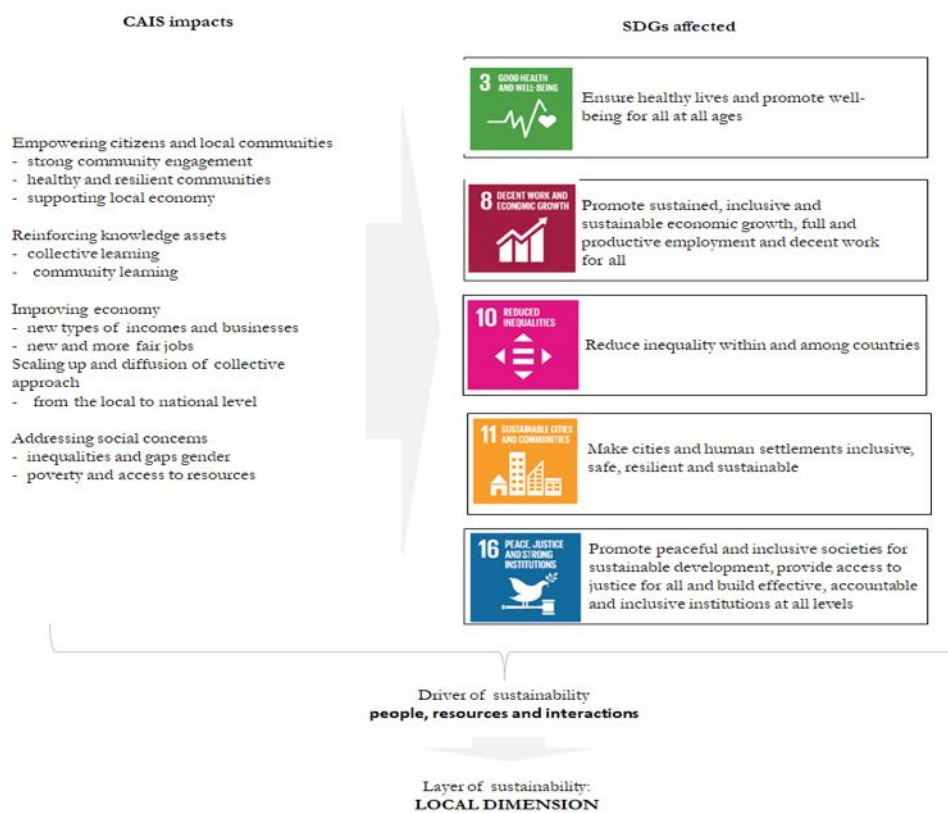 CAIS impacts
Empowering citizens and local communities
- strong community engagement
- healthy and resilient communities
- supporting local economy
Reinforcing knowledge assets
- collective learning
- community learning
Improving economy
- new types of incomes and businesses
- new and more fair jobs
Scaling up and diffusion of collective
approach
- from the local to national level
Addressing social concerns
- inequalities and gaps gender
- poverty and access to resources
SDGs affected
3 GOOD HEALTH
AND WELL-BEING
Ensure healthy lives and promote well-
being for all at all ages
8 DECENT WORK AND
ECONOMIC GROWTH
Promote sustained, inclusive and
sustainable economic growth, full and
productive employment and decent work
for all
10 REDUCED
INEQUALITIES
Reduce inequality within and among countries
11 SUSTAINABLE CITIES
AND COMMUNITIES
Make cities and human settlements inclusive,
safe, resilient and sustainable
16 PEACE, JUSTICE
AND STRONG
INSTITUTIONS
Promote peaceful and inclusive societies for
sustainable development, provide access to
justice for all and build effective, accountable
and inclusive institutions at all levels
Driver of sustainability
people, resources and interactions
Layer of sustainability:
LOCAL DIMENSION